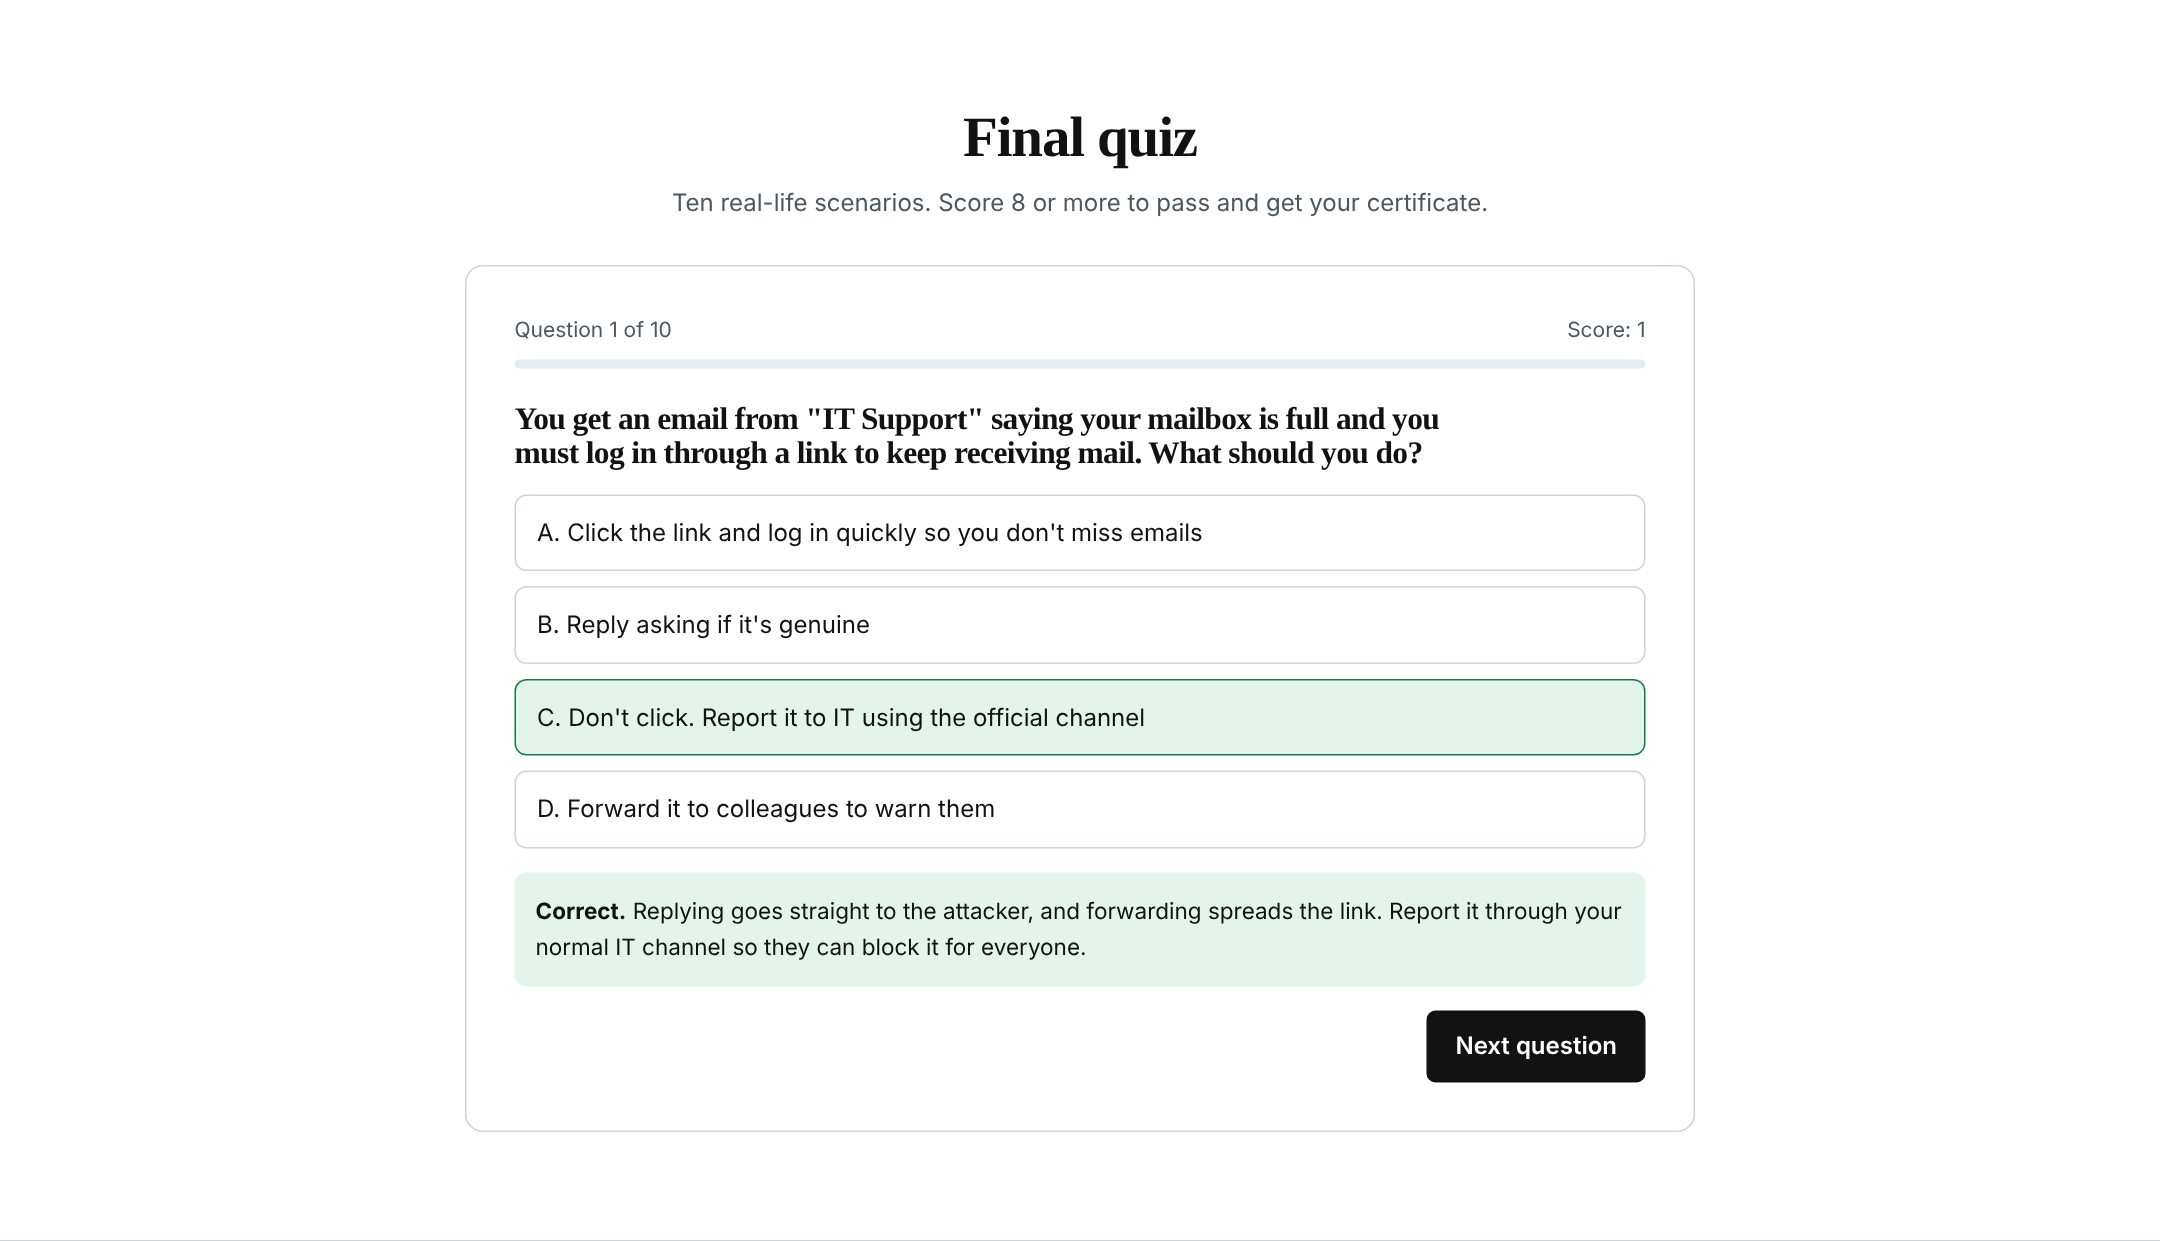 Final quiz
Ten real-life scenarios. Score 8 or more to pass and get your certificate.
Question 1 of 10
Score: 1
You get an email from "IT Support" saying your mailbox is full and you
must log in through a link to keep receiving mail. What should you do?
A. Click the link and log in quickly so you don't miss emails
B. Reply asking if it's genuine
C. Don't click. Report it to IT using the official channel
D. Forward it to colleagues to warn them
Correct. Replying goes straight to the attacker, and forwarding spreads the link. Report it through your
normal IT channel so they can block it for everyone.
Next question